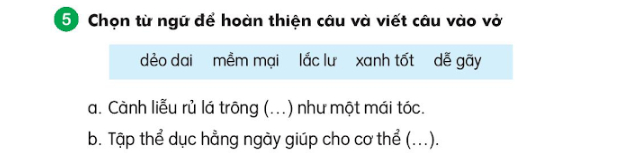 5 Chọn từ ngữ để hoàn thiện câu và viết câu vào vở
dẻo dai mềm mại lắc lư xanh tốt dễ gãy
a. Cành liễu rủ lá trông (...) như một mái tóc.
b. Tập thể dục hằng ngày giúp cho cơ thể (...).